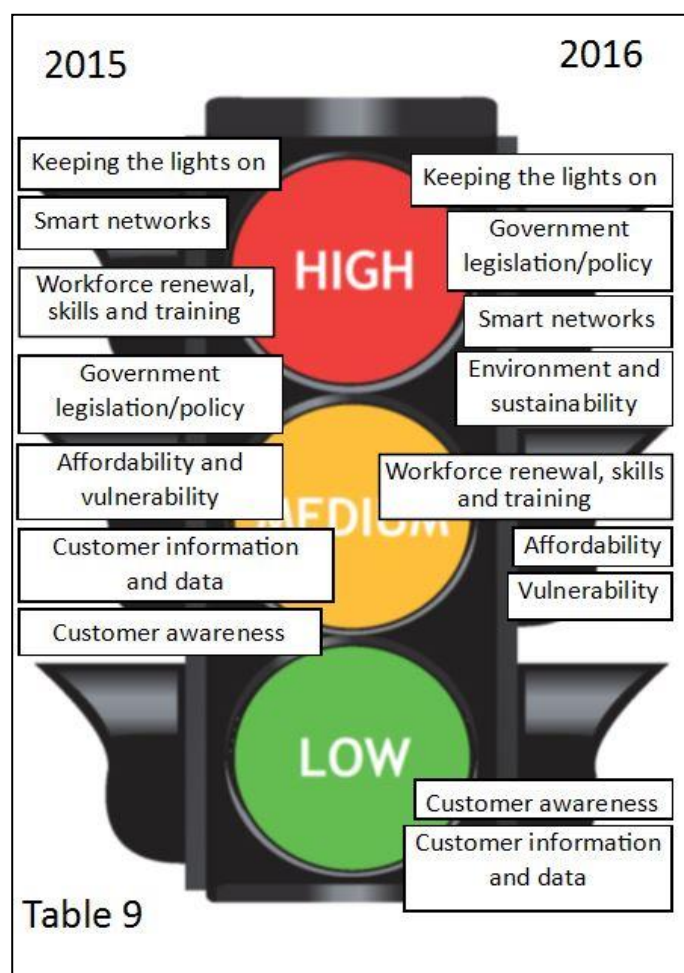 2015
2016
Keeping the lights on
Smart networks
Workforce renewal,
skills and training
Government
legislation/policy
Affordability and
vulnerability
Customer information
and data
Customer awareness
HIGH
MEDIUM
LOW
Keeping the lights on
Government
legislation/policy
Smart networks
Environment and
sustainability
Workforce renewal, skills
and training
Affordability
Vulnerability
Customer awareness
Customer information
and data
Table 9